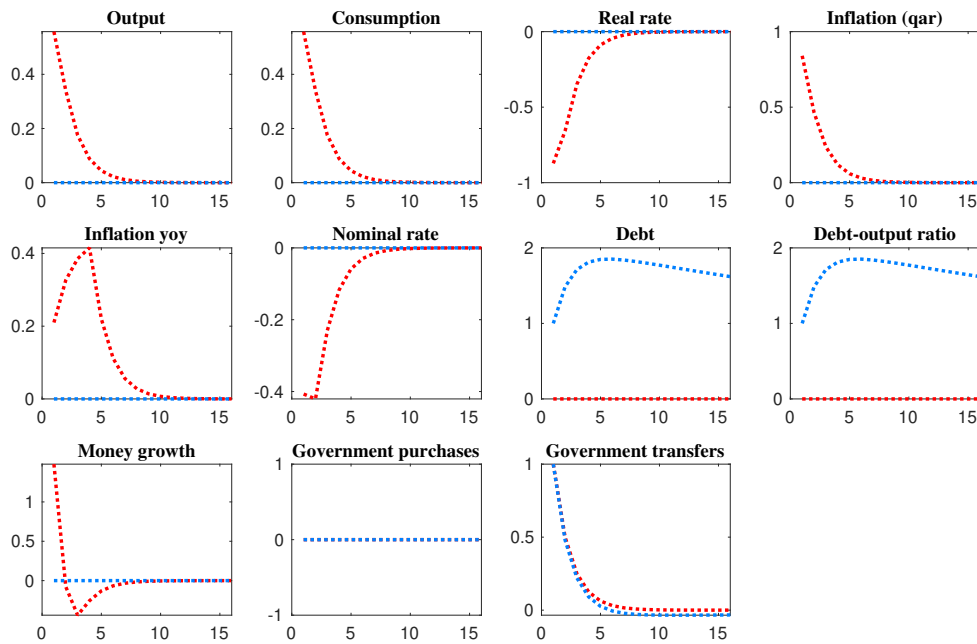 Output
0.4
0.2
0
0 5 10 15
Consumption
0.4
0.2
0
0 5 10 15
Real rate
0
-0.5
-1
0 5 10 15
Inflation (qar)
1
0.5
0
0 5 10 15
Inflation yoy
0.4
0.2
0
0 5 10 15
Nominal rate
0
-0.2
-0.4
0 5 10 15
Debt
2
1
0
0 5 10 15
Debt-output ratio
2
1
0
0 5 10 15
Money growth
1
0
0 5 10 15
Government purchases
1
0
-1
0 5 10 15
Government transfers
1
0.5
0
0 5 10 15